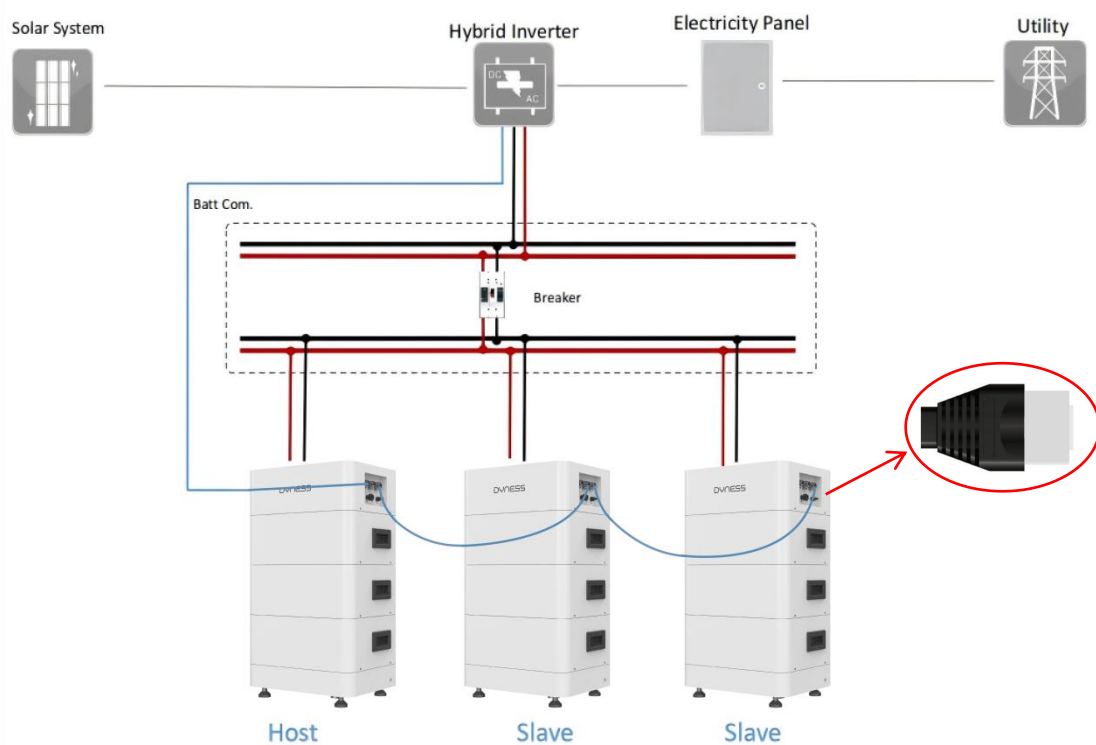 Solar System
Hybrid Inverter
Electricity Panel
Utility
DC
AC
Batt Com.
Breaker
DYNESS
DYNESS
DYNESS
Host
Slave
Slave